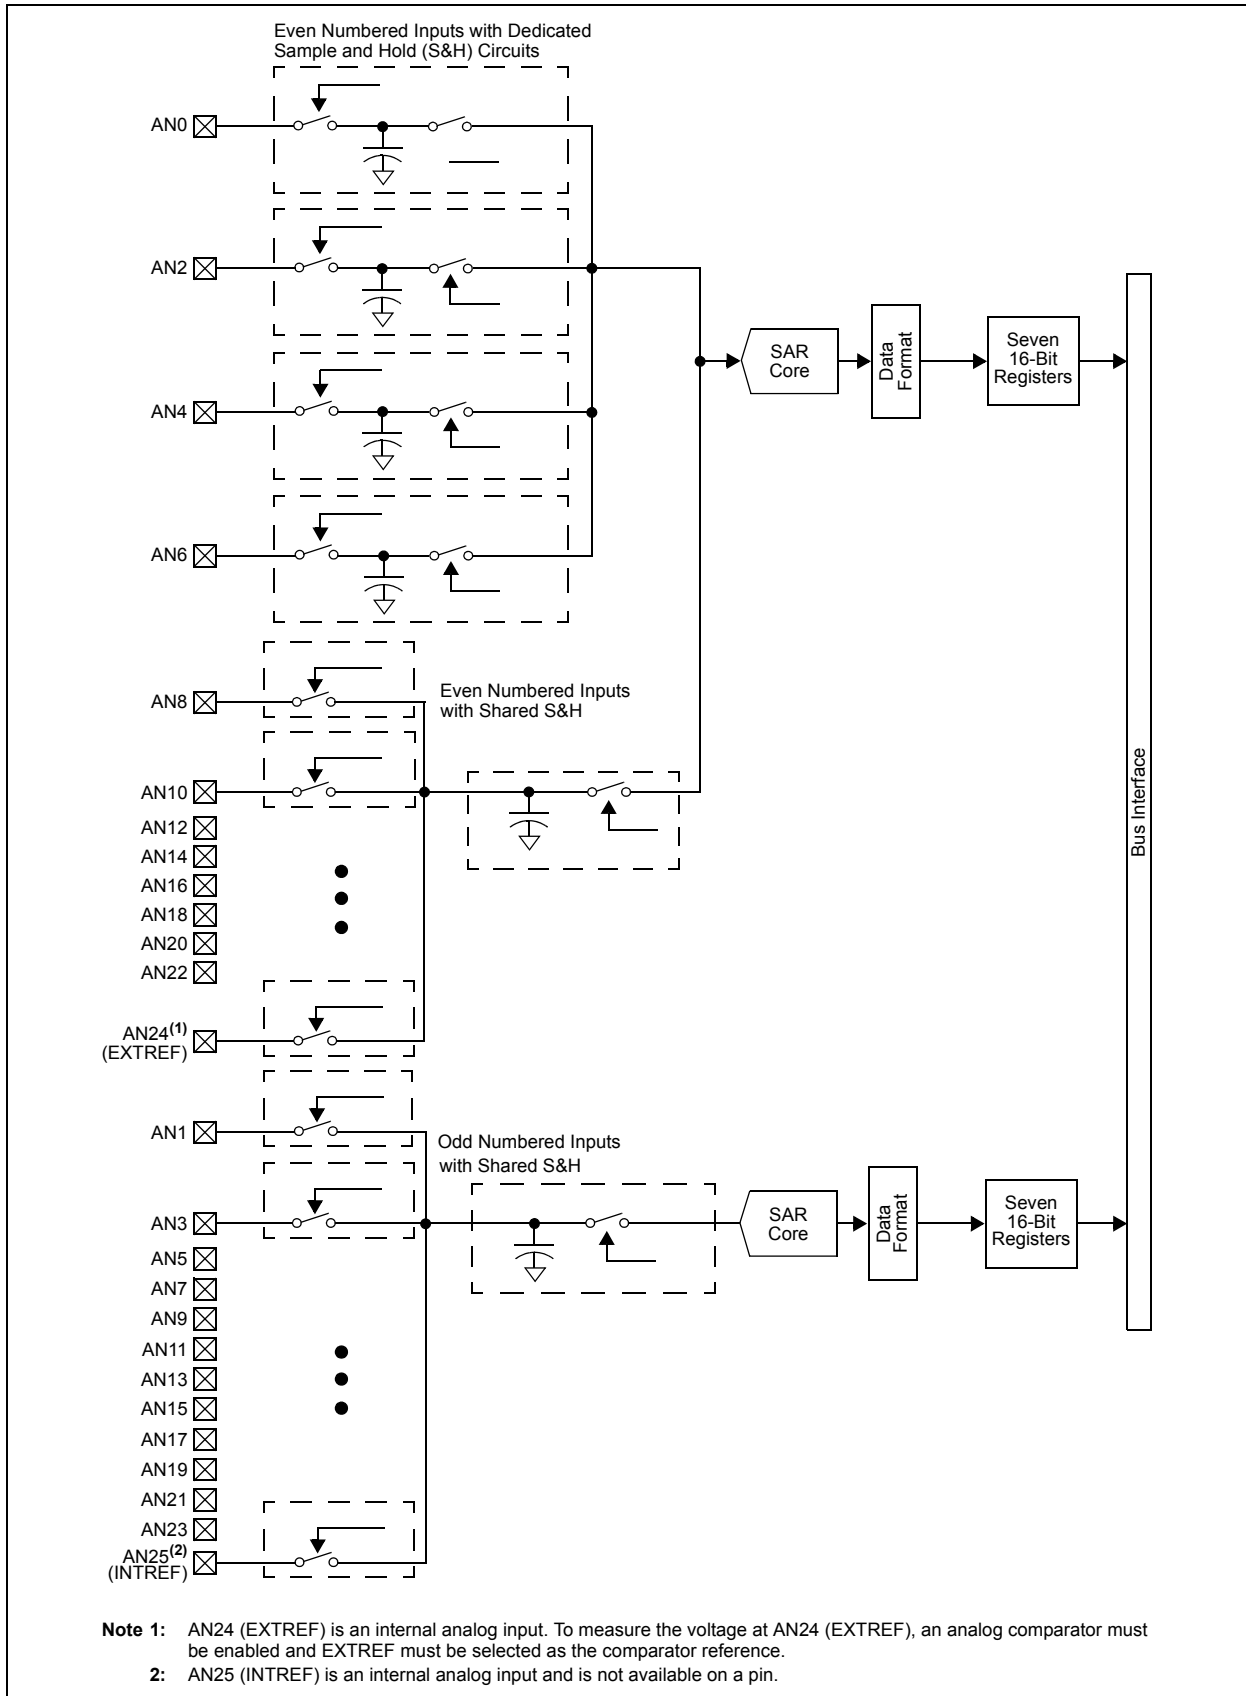 Even Numbered Inputs with Dedicated
Sample and Hold (S&H) Circuits
AN0
AN2
AN4
AN6
SAR
Core
Data
Format
Seven
16-Bit
Registers
Bus Interface
AN8
Even Numbered Inputs
with Shared S&H
AN10
AN12
AN14
AN16
AN18
AN20
AN22
AN24(1)
(EXTREF)
AN1
Odd Numbered Inputs
with Shared S&H
AN3
SAR
Core
Data
Format
Seven
16-Bit
Registers
AN5
AN7
AN9
AN11
AN13
AN15
AN17
AN19
AN21
AN23
AN25(2)
(INTREF)
Note 1: AN24 (EXTREF) is an internal analog input. To measure the voltage at AN24 (EXTREF), an analog comparator must
be enabled and EXTREF must be selected as the comparator reference.
2: AN25 (INTREF) is an internal analog input and is not available on a pin.